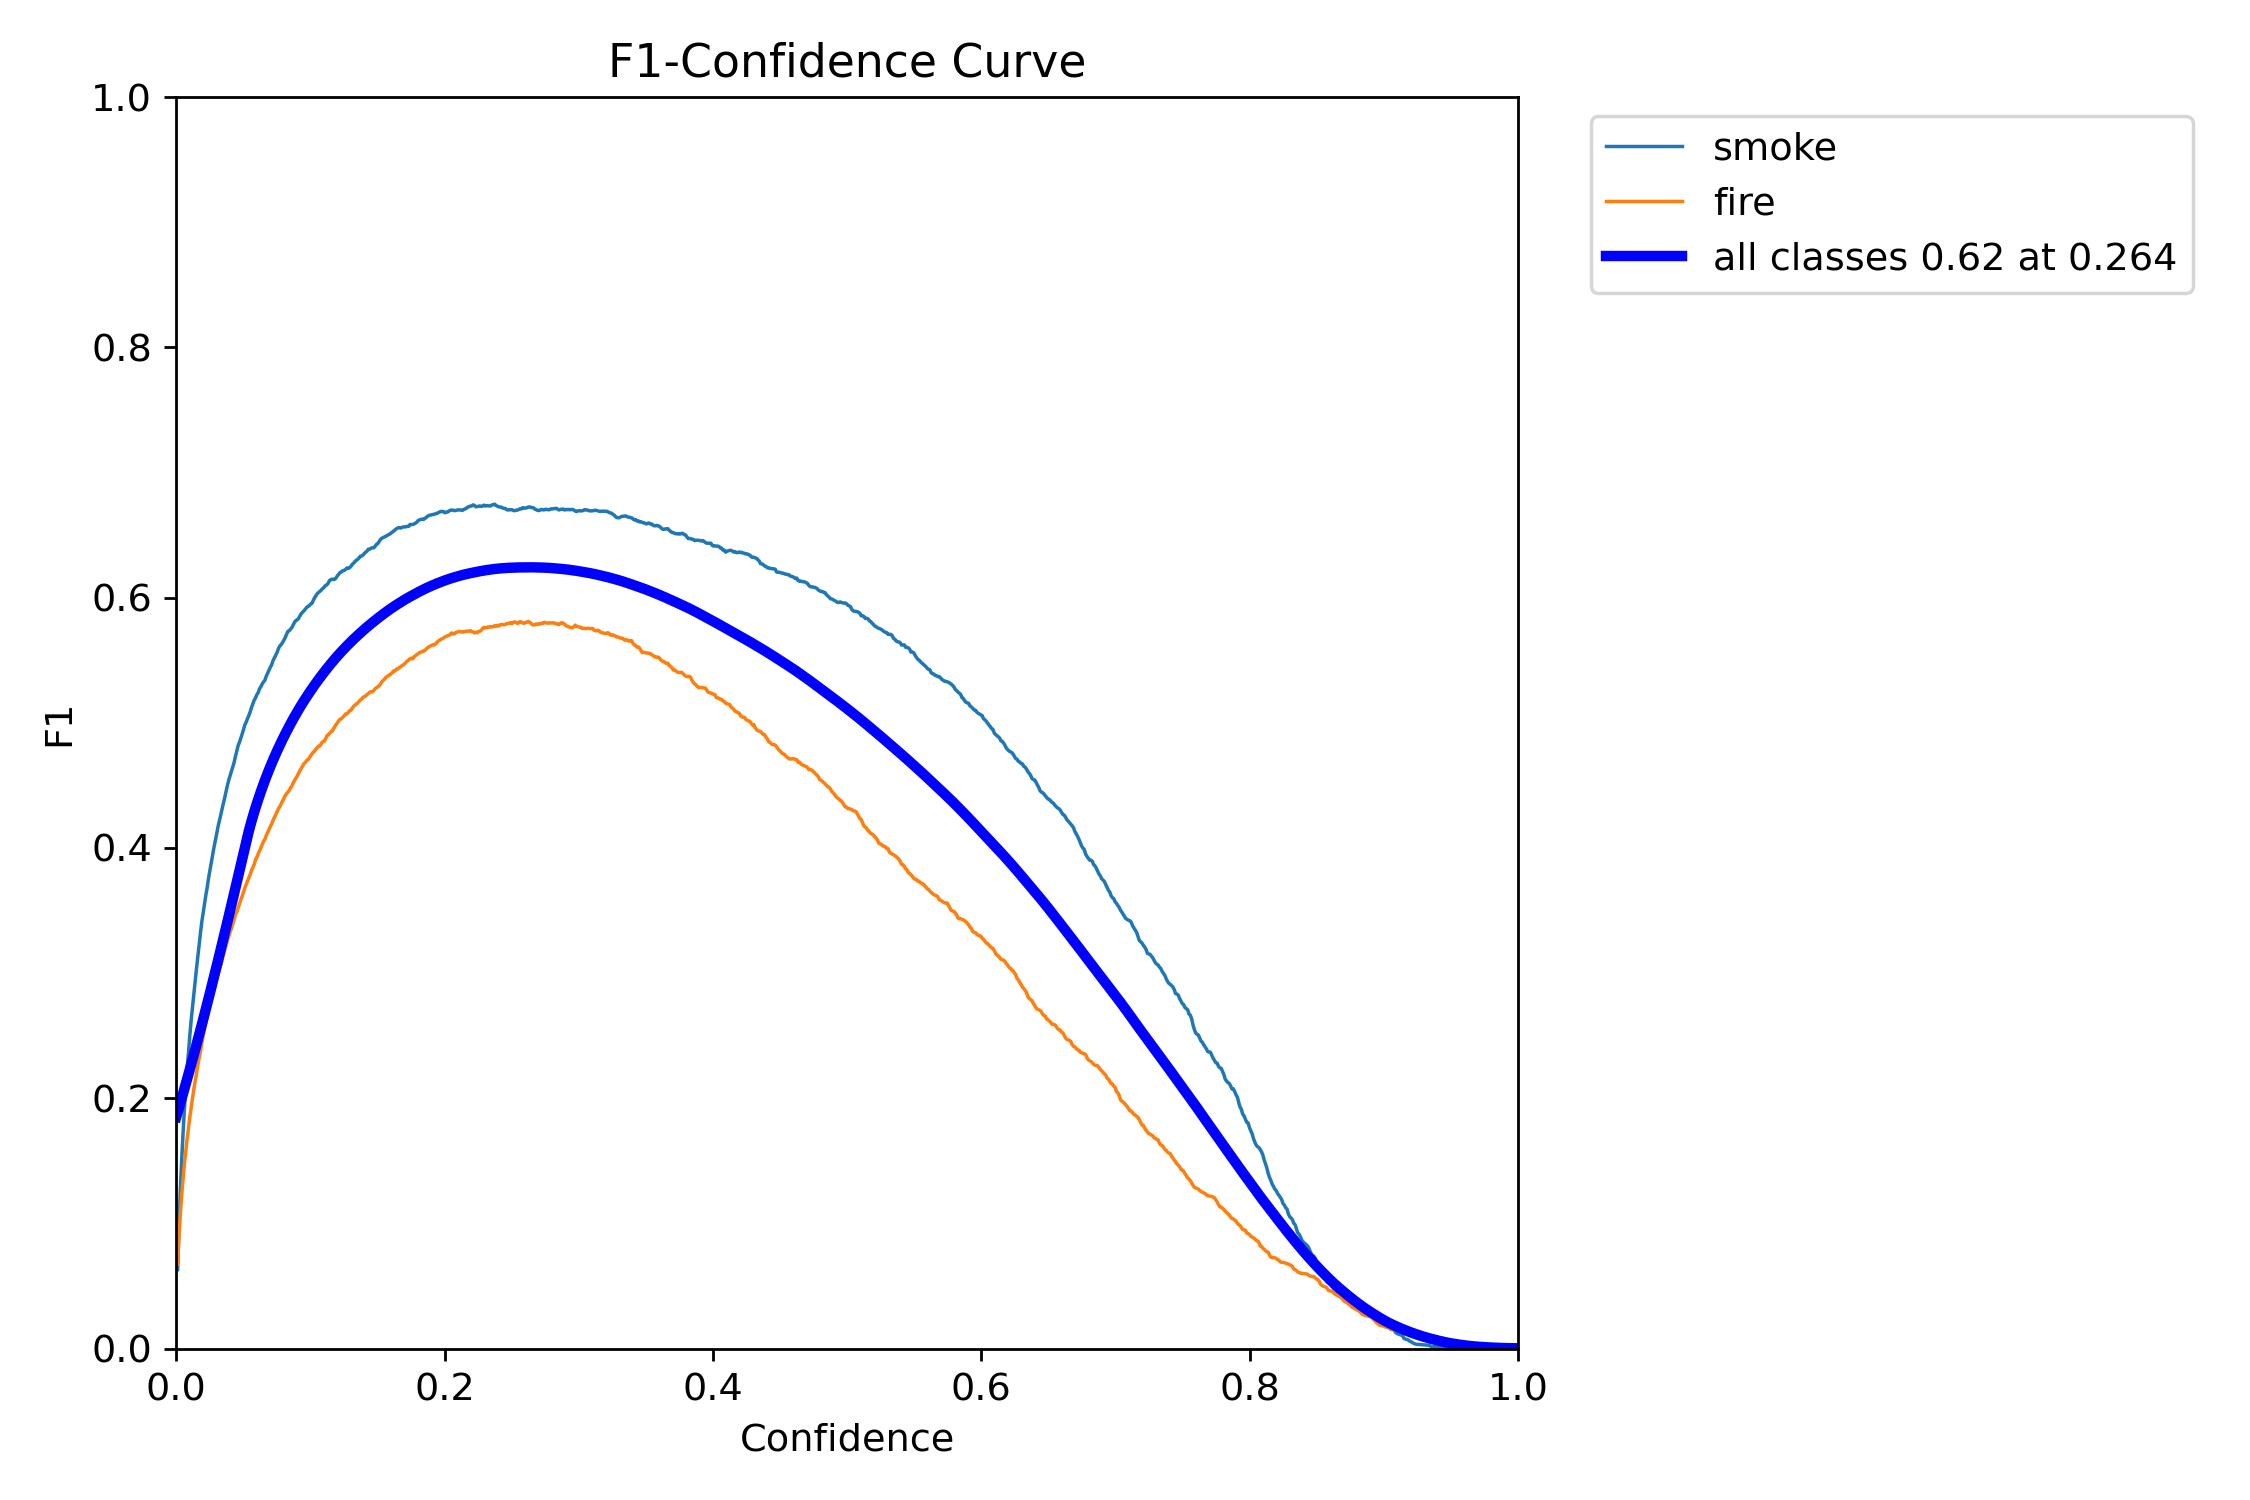 F1-Confidence Curve
1.0
0.8
0.6
0.4
0.2
0.0
F1
0.0 0.2 0.4 0.6 0.8 1.0
Confidence
smoke
fire
all classes 0.62 at 0.264